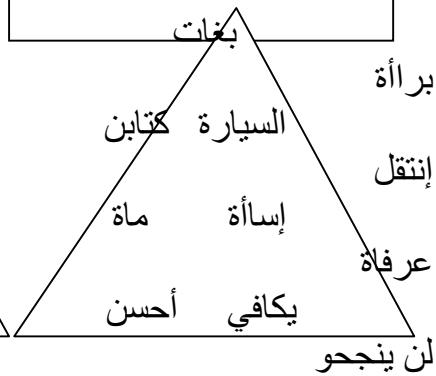 بغات
براأة
السيارة كتابن
إنتقل
إساأة ماة
عرفاة
يكافي أحسن
لن ينجحو